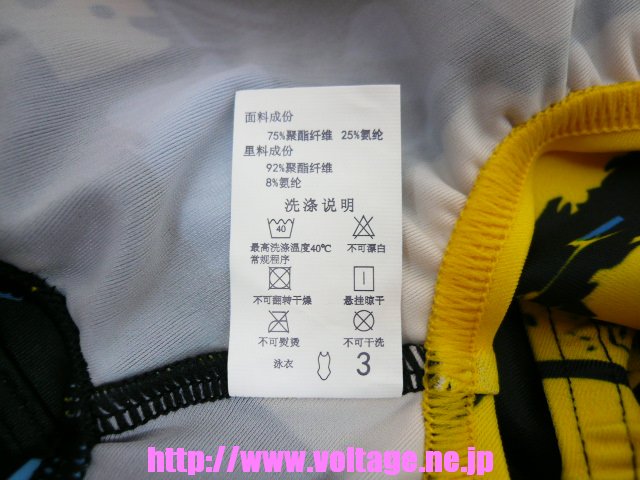 面料成份
75%聚酯纤维 25%氨纶
里料成份
92%聚酯纤维
8%氨纶
洗涤说明
40
最高洗涤温度40℃ 不可漂白
常规程序
不可翻转干燥 悬挂晾干
不可熨烫 不可干洗
泳衣 3
http://www.voltage.ne.jp